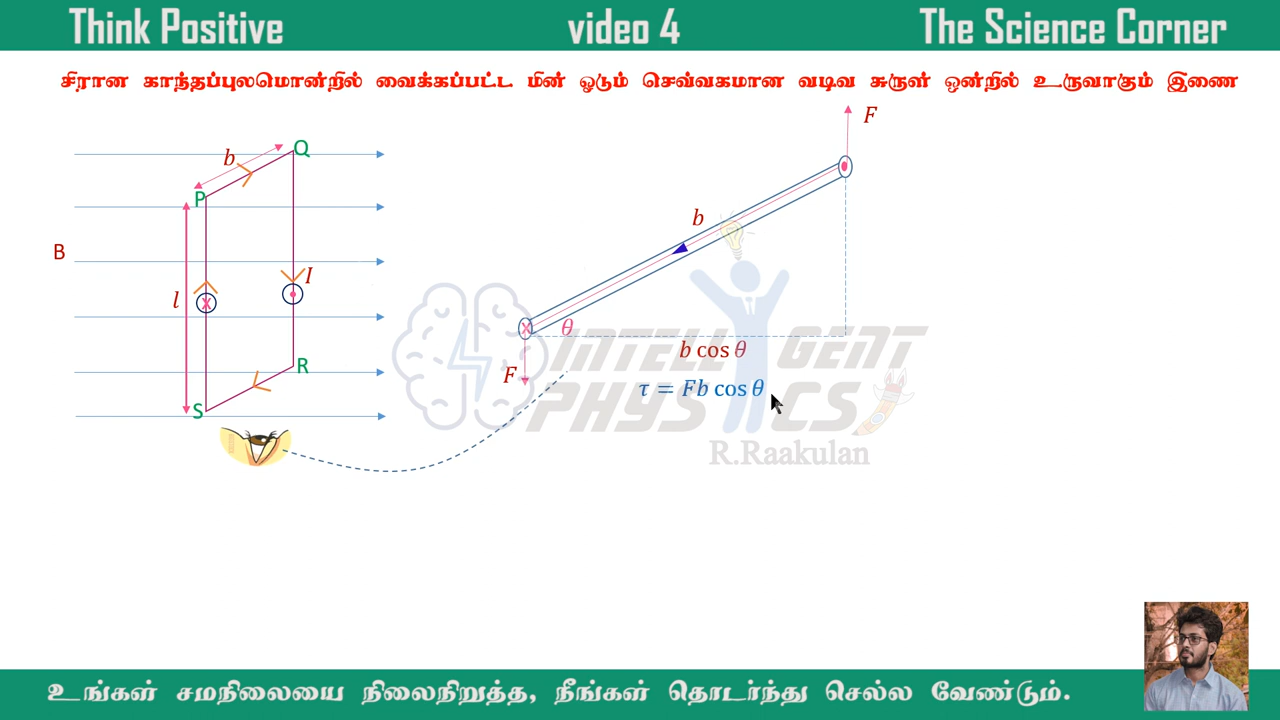 Think Positive
video 4
The Science Corner
சீரான காந்தப்புலமொன்றில் வைக்கப்பட்ட மின் ஓடும் செவ்வகமான வடிவ சுருள் ஒன்றில் உருவாகும் இணை
B
b
P
Q
I
l
R
S
F
b
θ
b cos θ
F
τ = Fb cos θ
x
x
INTELLIGENT
PHYSICS
R.Raakulan
உங்கள் சமநிலையை நிலைநிறுத்த, நீங்கள் தொடர்ந்து செல்ல வேண்டும்.